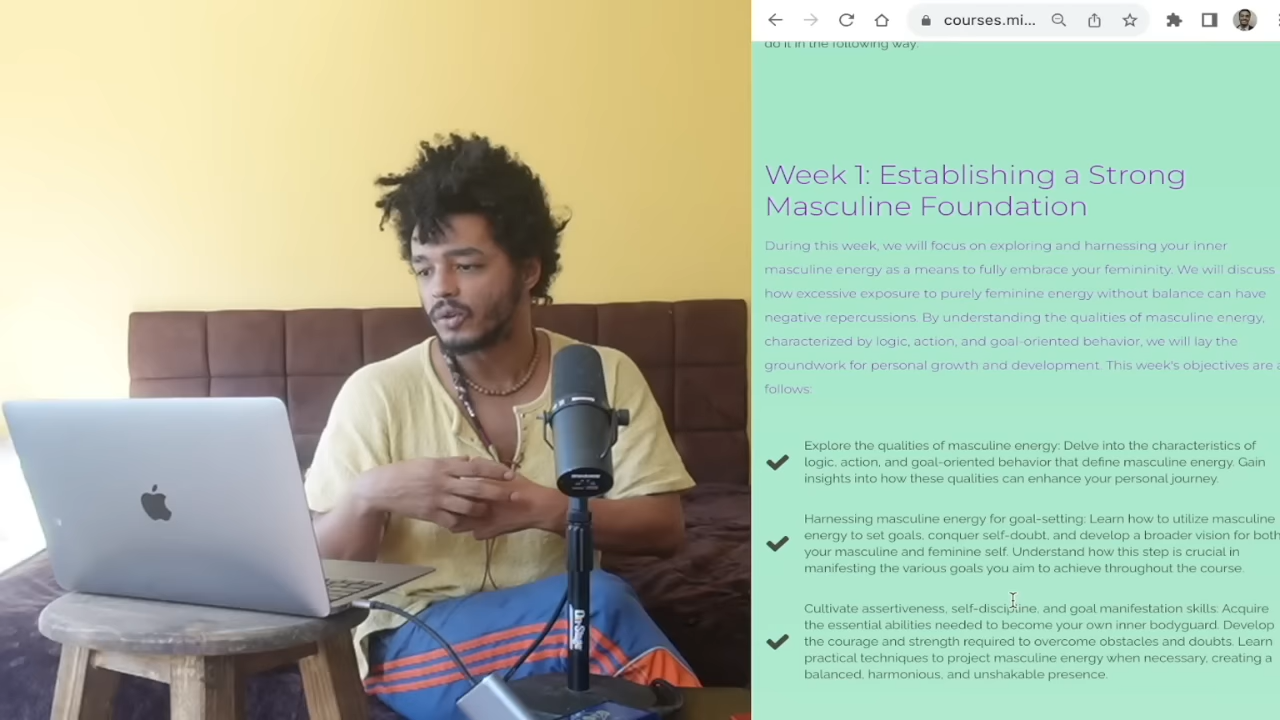 courses.mi...
do it in the following way:
Week 1: Establishing a Strong
Masculine Foundation
During this week, we will focus on exploring and harnessing your inner
masculine energy as a means to fully embrace your femininity. We will discuss
how excessive exposure to purely feminine energy without balance can have
negative repercussions. By understanding the qualities of masculine energy,
characterized by logic, action, and goal-oriented behavior, we will lay the
groundwork for personal growth and development. This week's objectives are
follows:
Explore the qualities of masculine energy: Delve into the characteristics of
logic, action, and goal-oriented behavior that define masculine energy. Gain
insights into how these qualities can enhance your personal journey.
Harnessing masculine energy for goal-setting: Learn how to utilize masculine
energy to set goals, conquer self-doubt, and develop a broader vision for both
your masculine and feminine self. Understand how this step is crucial in
manifesting the various goals you aim to achieve throughout the course.
Cultivate assertiveness, self-discipline, and goal manifestation skills: Acquire
the essential abilities needed to become your own inner bodyguard. Develop
the courage and strength required to overcome obstacles and doubts. Learn
practical techniques to project masculine energy when necessary, creating a
balanced, harmonious, and unshakable presence.
On Stage